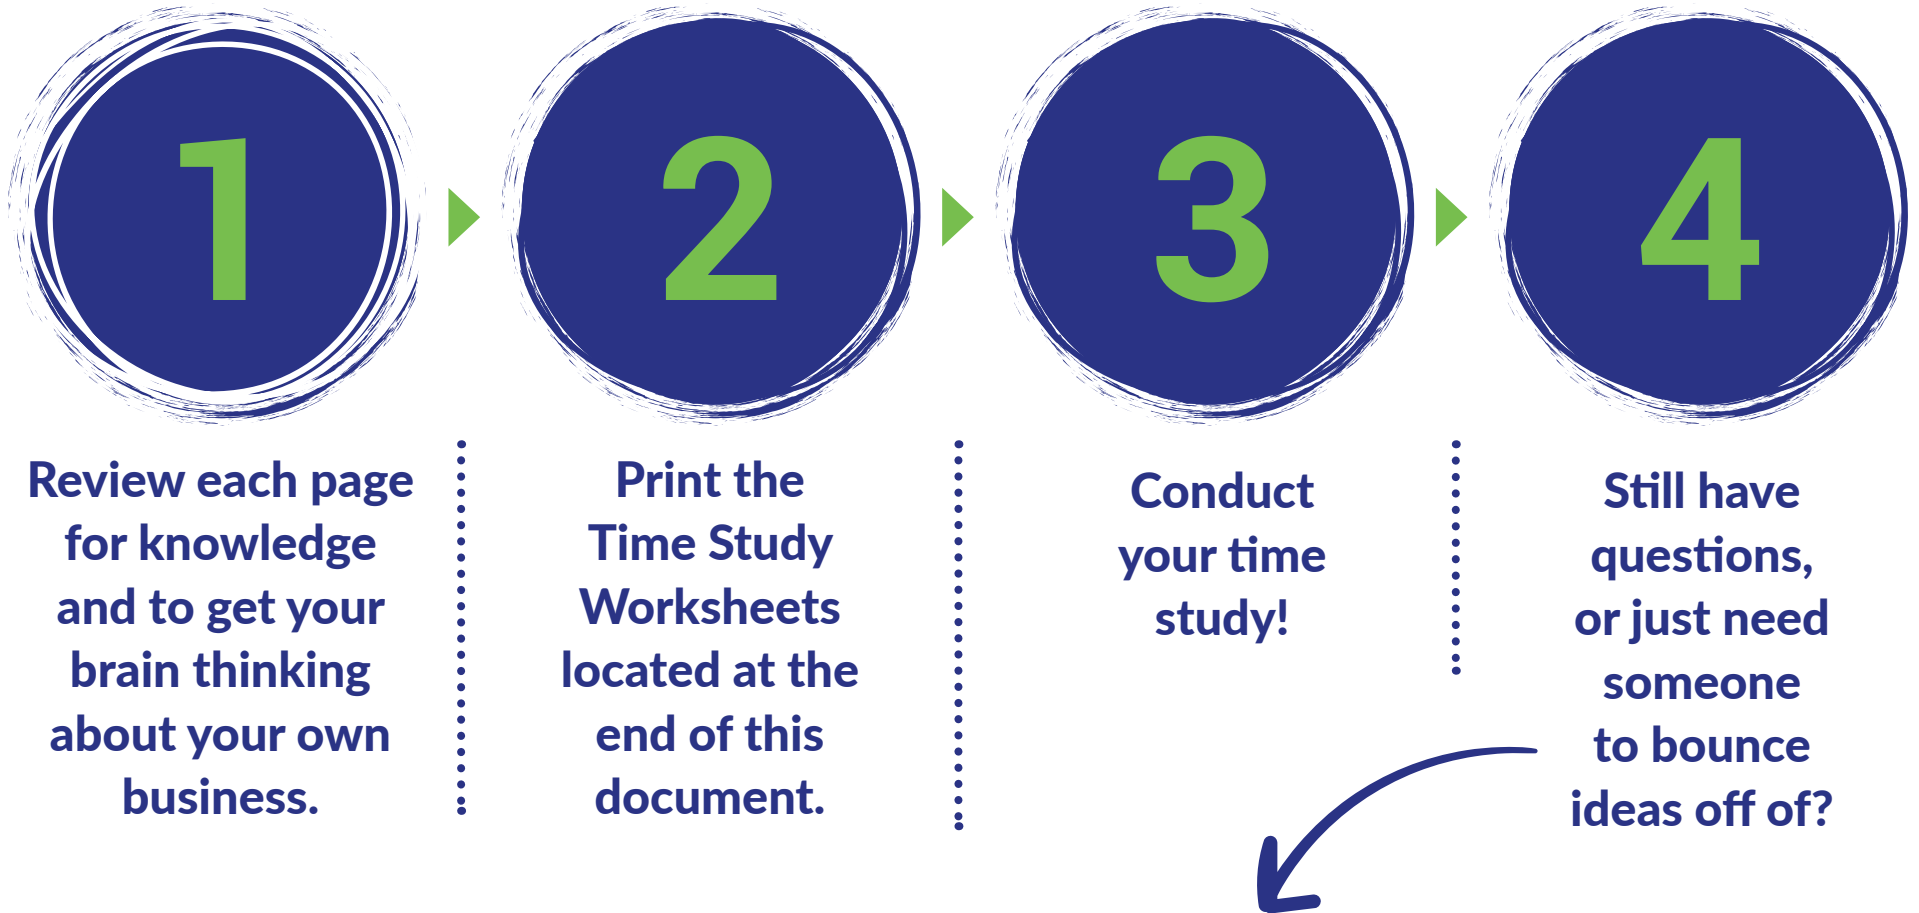 1
Review each page
for knowledge
and to get your
brain thinking
about your own
business.
2
Print the
Time Study
Worksheets
located at the
end of this
document.
3
Conduct
your time
study!
4
Still have
questions,
or just need
someone
to bounce
ideas off of?